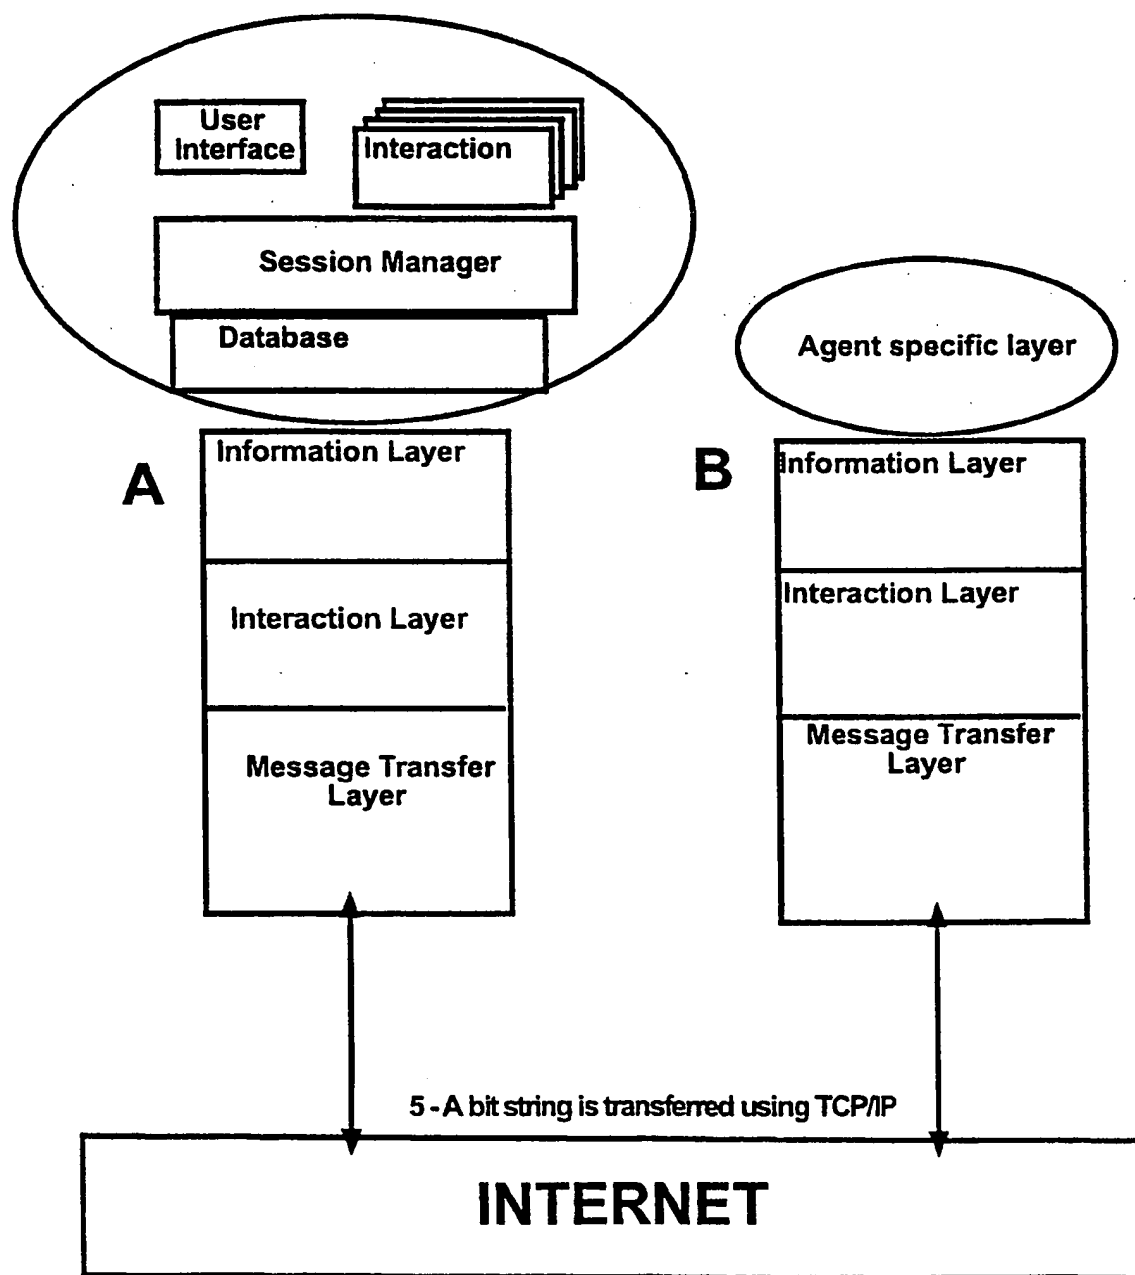 User
Interface
Interaction
Session Manager
Database
Agent specific layer
A
Information Layer
Interaction Layer
Message Transfer
Layer
B
Information Layer
Interaction Layer
Message Transfer
Layer
5 - A bit string is transferred using TCP/IP
INTERNET